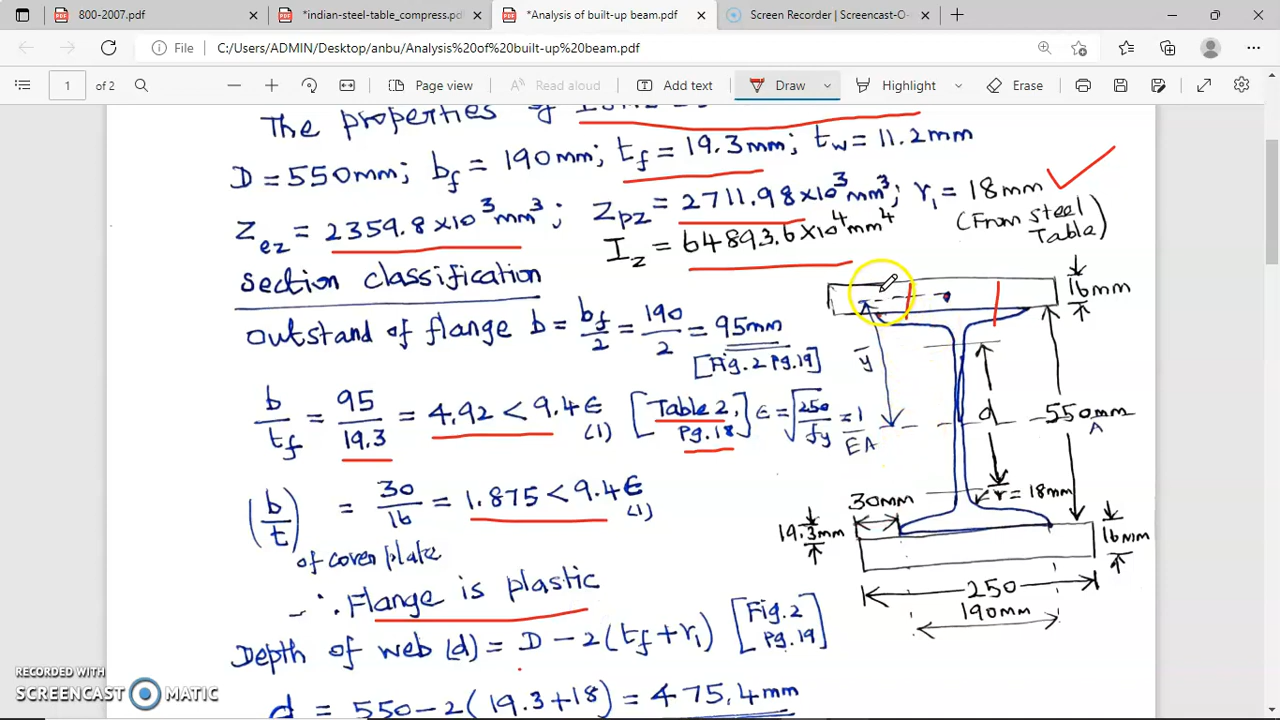 800-2007.pdf
*indian-steel-table_compress.pdf
*Analysis of built-up beam.pdf
Screen Recorder | Screencast-O-
File
C:/Users/ADMIN/Desktop/anbu/Analysis%20of%20built-up%20beam.pdf
1 of 2
Page view
Read aloud
Add text
Draw
Highlight
Erase
The properties of
D = 550mm; bf = 190mm; tf = 19.3mm; tw = 11.2mm
Zez = 2359.8×10³mm³; Zpz = 2711.98×10³mm³; r1 = 18mm
(From steel Table)
Iz = 64893.6×10⁴mm⁴
Section classification
Outstand of flange b = bf/2 = 190/2 = 95mm
[Fig.2 Pg.19]
b/tf = 95/19.3 = 4.92 < 9.4ϵ (1) [Table 2, Pg.18] ϵ = √250/fy = 1
(b/t) of cover plate = 30/16 = 1.875 < 9.4ϵ (1)
∴ Flange is plastic
Depth of web (d) = D − 2(tf + r1) [Fig.2 Pg.19]
d = 550 − 2(19.3 + 18) = 475.4mm
16mm
ȳ
d
550mm
A
EA
r = 18mm
30mm
19.3mm
16mm
250
190mm
RECORDED WITH
SCREENCAST MATIC